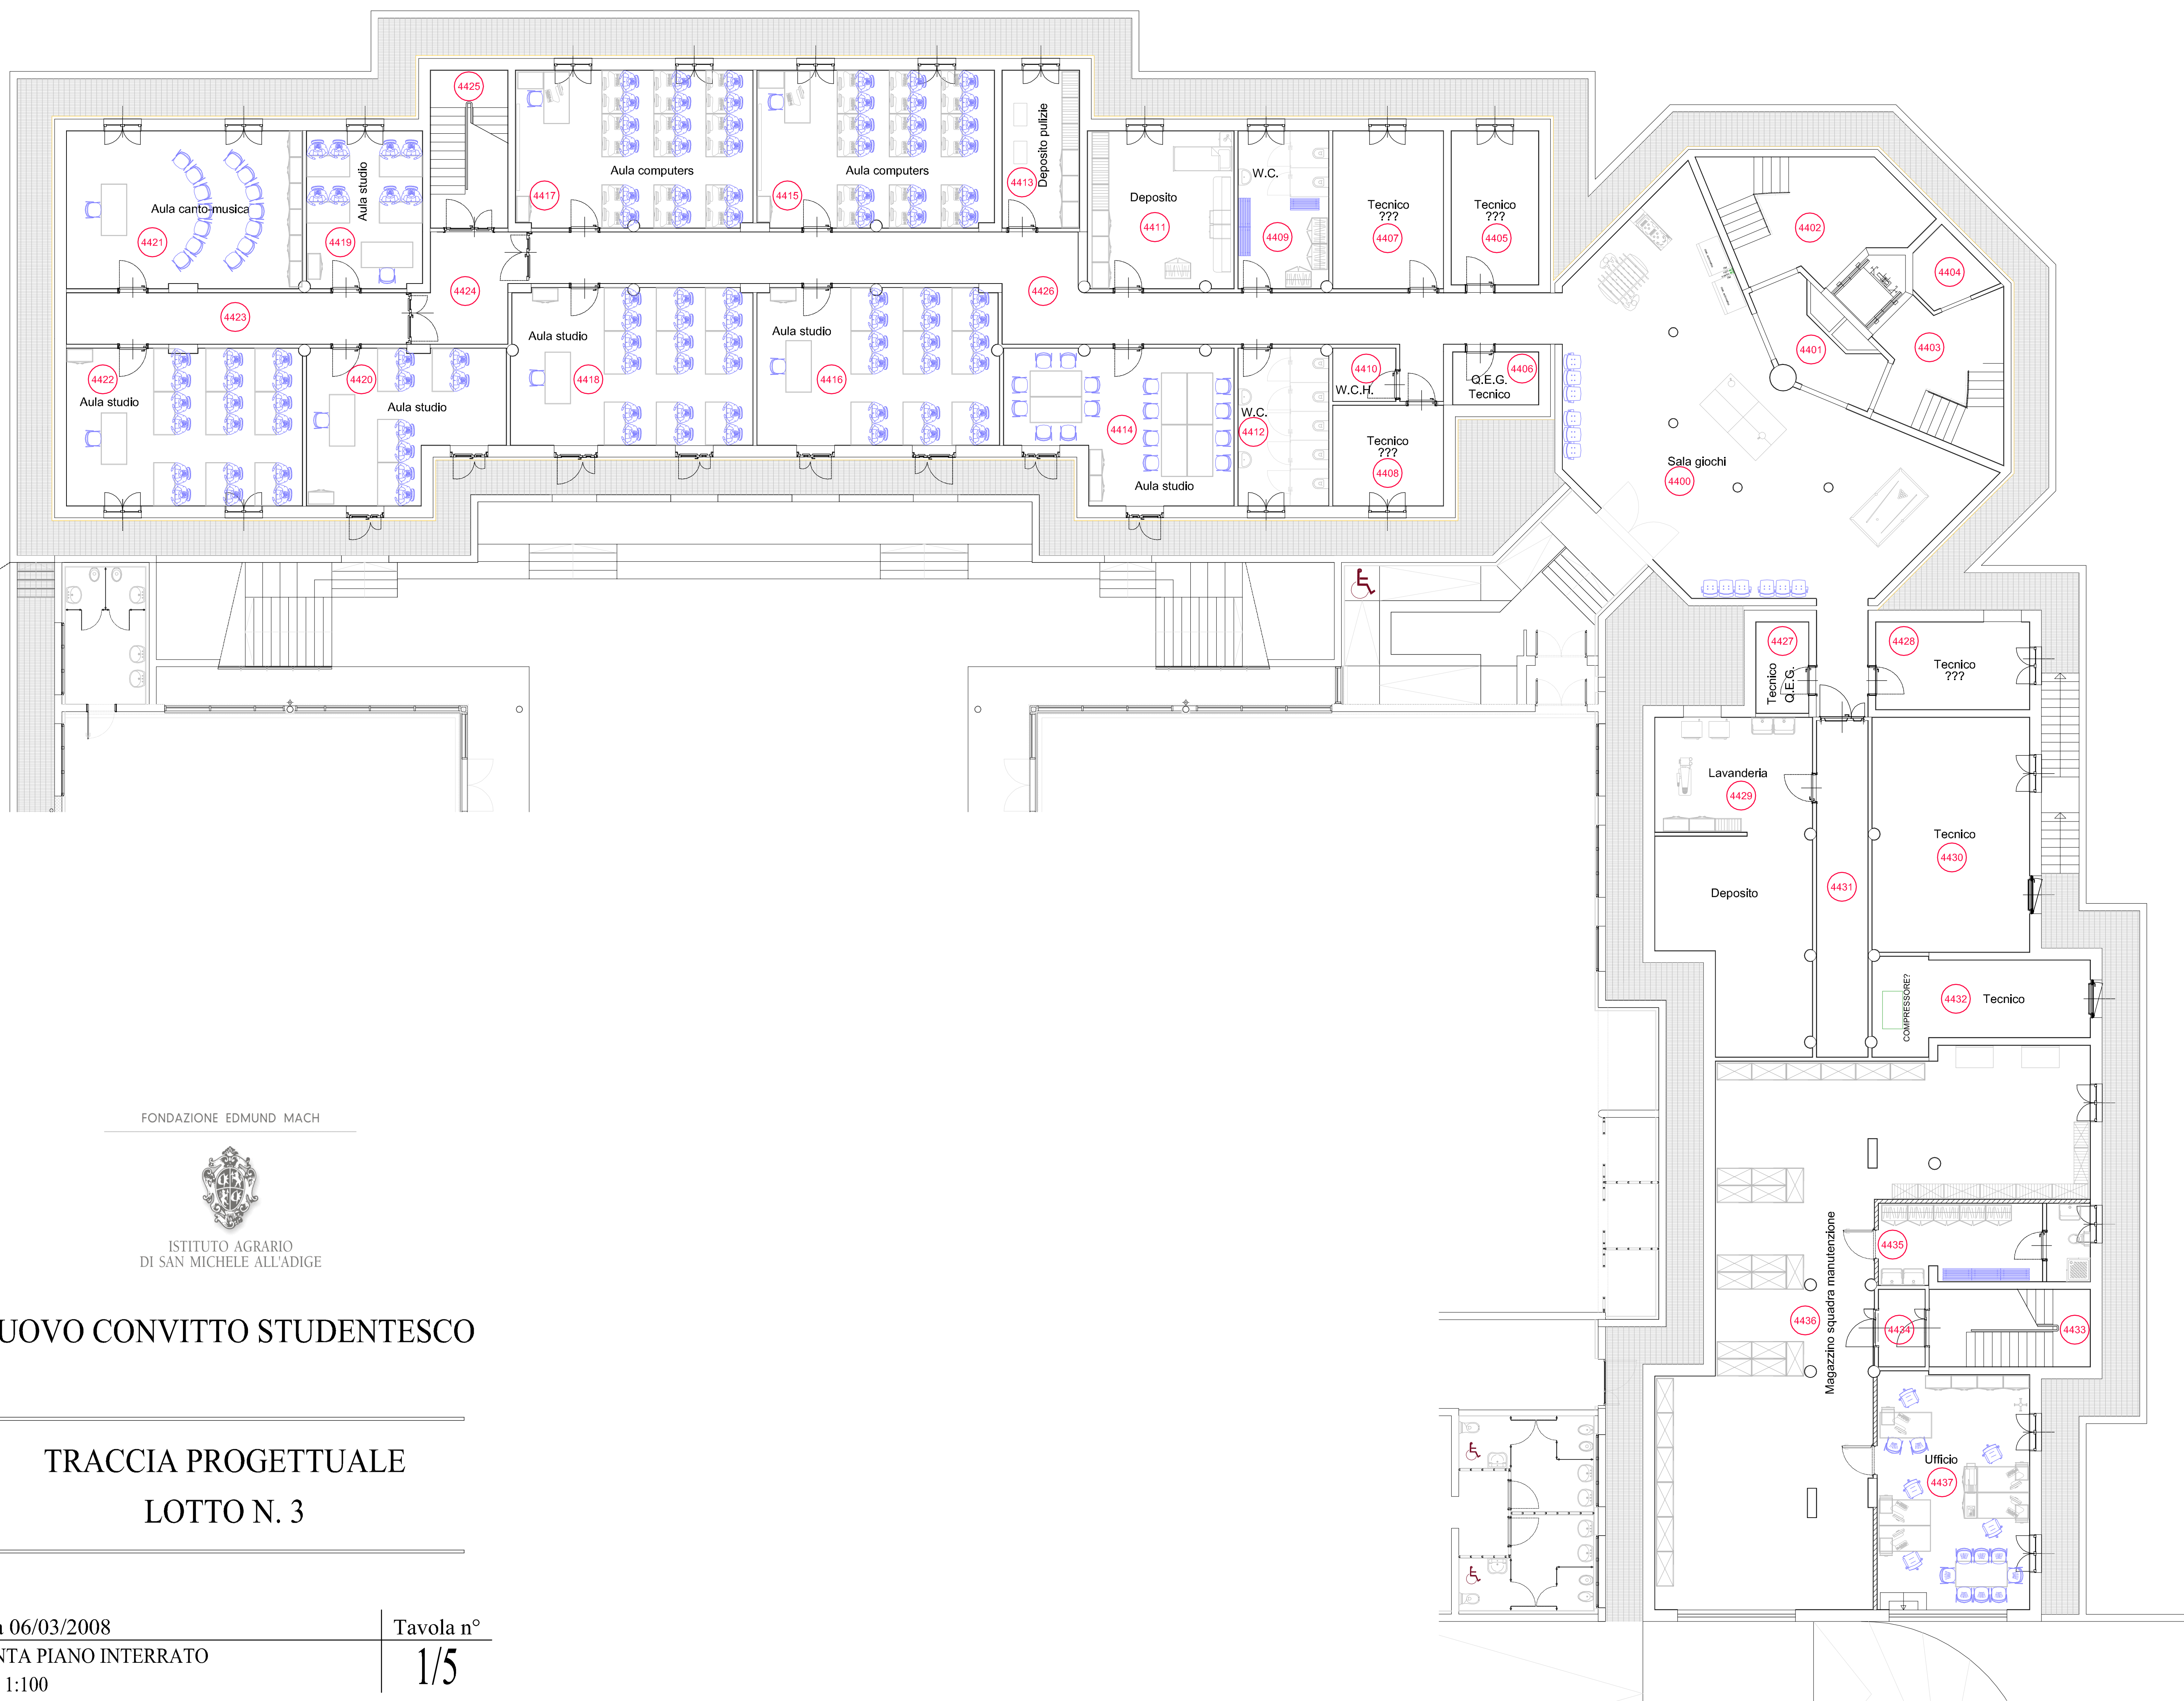 4425
Aula computers
4417
Aula computers
4415
Deposito pulizie
4413
Aula canto-musica
4421
Aula studio
4419
Deposito
4411
W.C.
4409
Tecnico
???
4407
Tecnico
???
4405
4402
4404
4401
4403
4423
4424
4426
4422
Aula studio
4420
Aula studio
Aula studio
4418
Aula studio
4416
4414
Aula studio
W.C.
4412
4410
W.C.H.
4406
Q.E.G.
Tecnico
Tecnico
???
4408
Sala giochi
4400
4427
Tecnico
Q.E.G.
4428
Tecnico
???
Lavanderia
4429
Tecnico
4430
4431
Deposito
COMPRESSORE?
4432
Tecnico
Magazzino squadra manutenzione
4436
4435
4434
4433
Ufficio
4437
FONDAZIONE EDMUND MACH
ISTITUTO AGRARIO
DI SAN MICHELE ALL'ADIGE
UOVO CONVITTO STUDENTESCO
TRACCIA PROGETTUALE
LOTTO N. 3
a 06/03/2008
Tavola n°
NTA PIANO INTERRATO
1/5
1:100